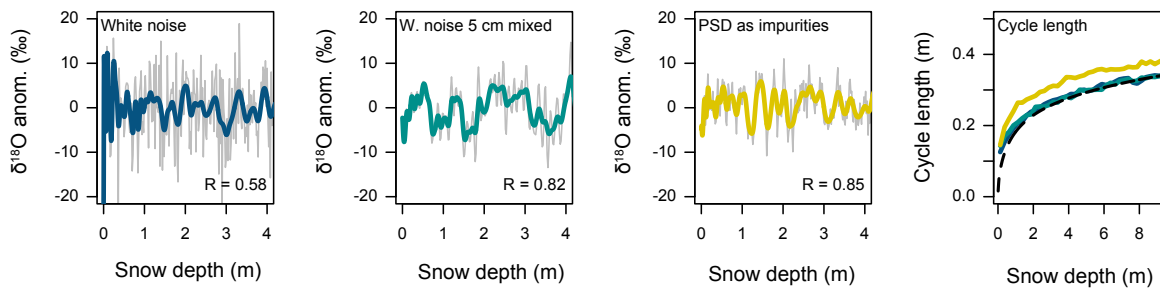 White noise
δ¹⁸O anom. (‰)
20
10
0
-10
-20
R = 0.58
0 1 2 3 4
Snow depth (m)
W. noise 5 cm mixed
δ¹⁸O anom. (‰)
20
10
0
-10
-20
R = 0.82
0 1 2 3 4
Snow depth (m)
PSD as impurities
δ¹⁸O anom. (‰)
20
10
0
-10
-20
R = 0.85
0 1 2 3 4
Snow depth (m)
Cycle length
Cycle length (m)
0.4
0.2
0.0
0 2 4 6 8
Snow depth (m)